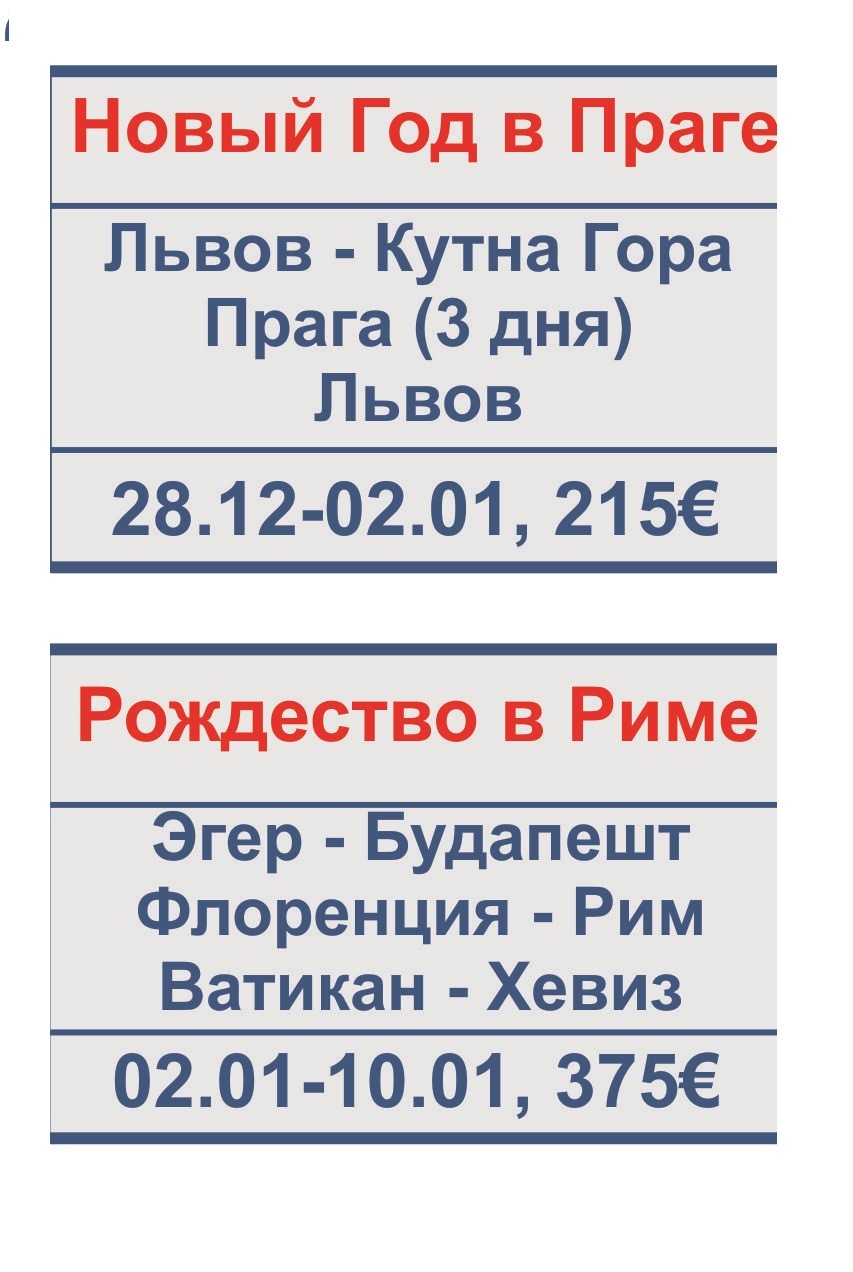 Новый Год в Праге
Львов - Кутна Гора
Прага (3 дня)
Львов
28.12-02.01, 215€
Рождество в Риме
Эгер - Будапешт
Флоренция - Рим
Ватикан - Хевиз
02.01-10.01, 375€